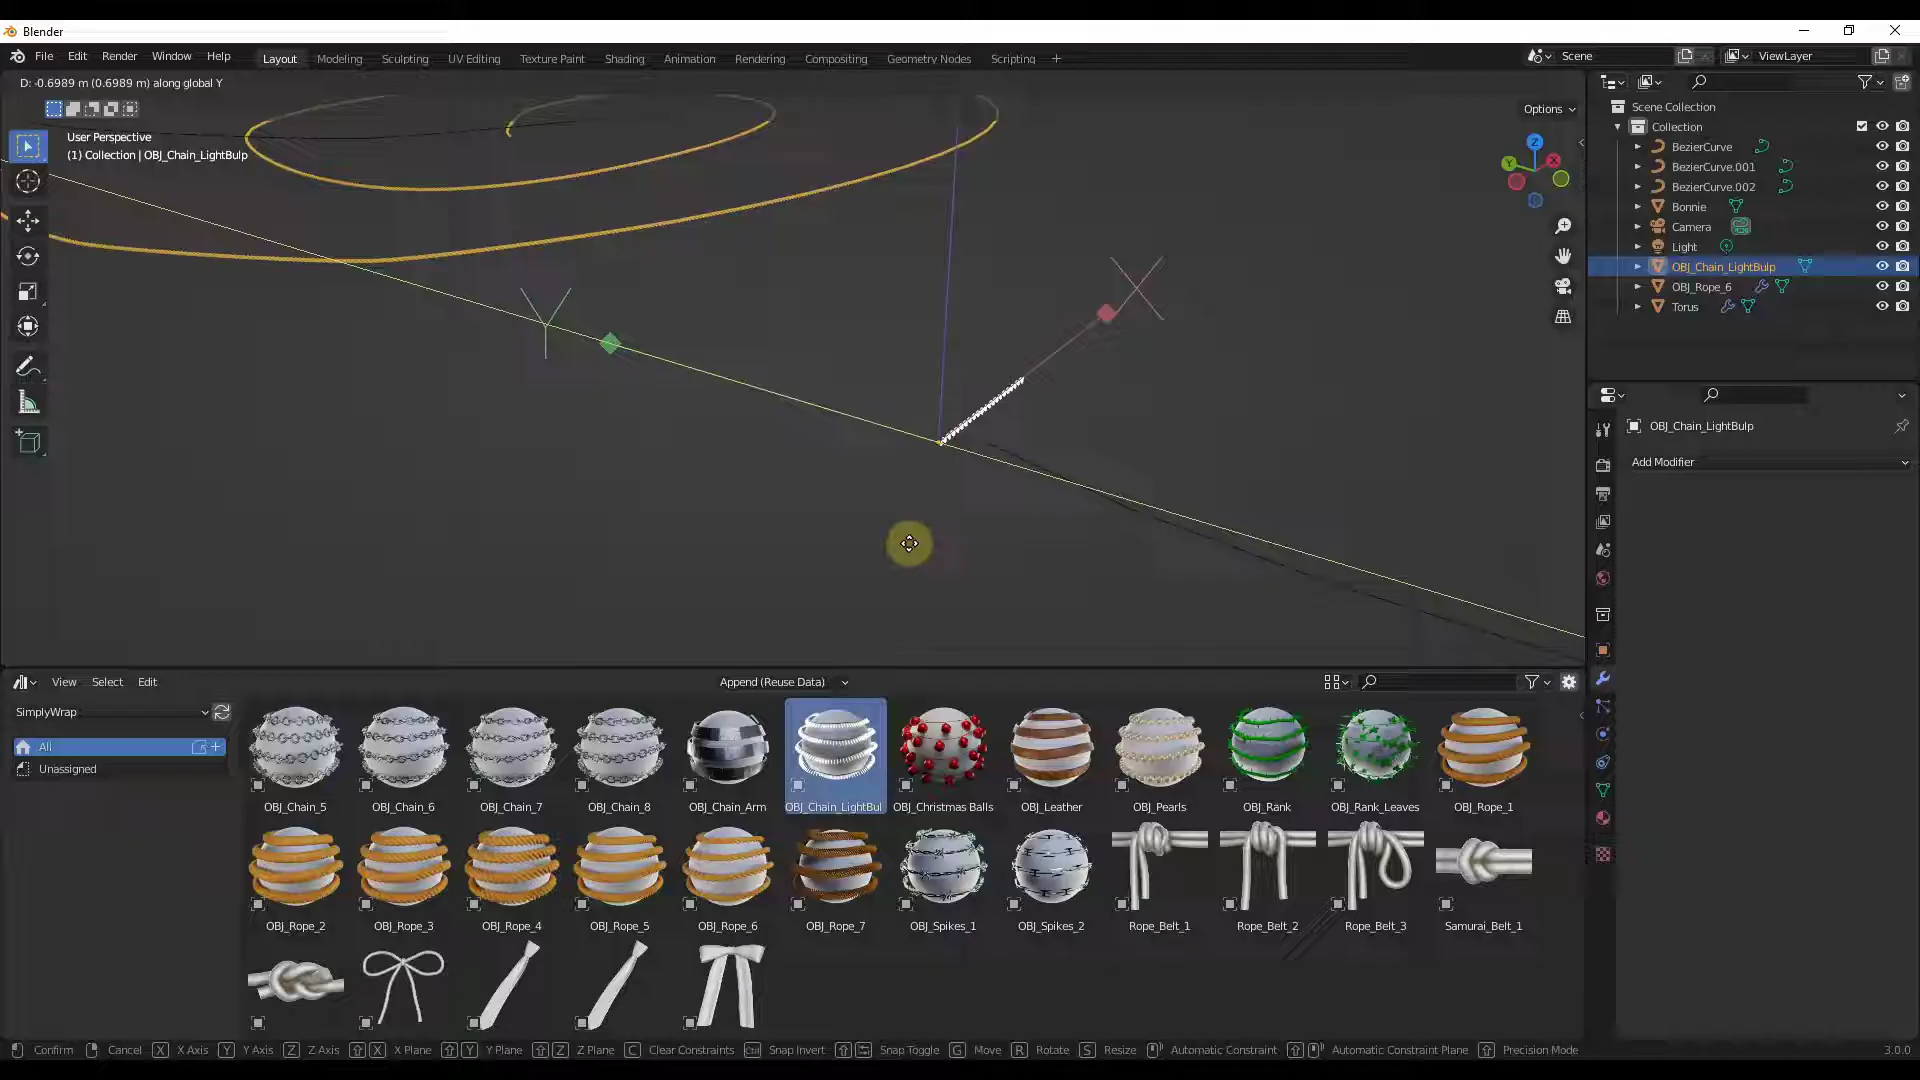 Blender
File Edit Render Window Help Layout Modeling Sculpting UV Editing Texture Paint Shading Animation Rendering Compositing Geometry Nodes Scripting + Scene ViewLayer
D: -0.6989 m (0.6989 m) along global Y
Options
User Perspective
(1) Collection | OBJ_Chain_LightBulp
Z
Y
X
Scene Collection
Collection
BezierCurve
BezierCurve.001
BezierCurve.002
Bonnie
Camera
Light
OBJ_Chain_LightBulp
OBJ_Rope_6
Torus
OBJ_Chain_LightBulp
Add Modifier
View Select Edit Append (Reuse Data)
SimplyWrap
All
Unassigned
OBJ_Chain_5 OBJ_Chain_6 OBJ_Chain_7 OBJ_Chain_8 OBJ_Chain_Arm OBJ_Chain_LightBul OBJ_Christmas Balls OBJ_Leather OBJ_Pearls OBJ_Rank OBJ_Rank_Leaves OBJ_Rope_1
OBJ_Rope_2 OBJ_Rope_3 OBJ_Rope_4 OBJ_Rope_5 OBJ_Rope_6 OBJ_Rope_7 OBJ_Spikes_1 OBJ_Spikes_2 Rope_Belt_1 Rope_Belt_2 Rope_Belt_3 Samurai_Belt_1
Confirm Cancel X X Axis Y Y Axis Z Z Axis X X Plane Y Y Plane Z Z Plane C Clear Constraints Ctrl Snap Invert Snap Toggle G Move R Rotate S Resize Automatic Constraint Automatic Constraint Plane Precision Mode 3.0.0